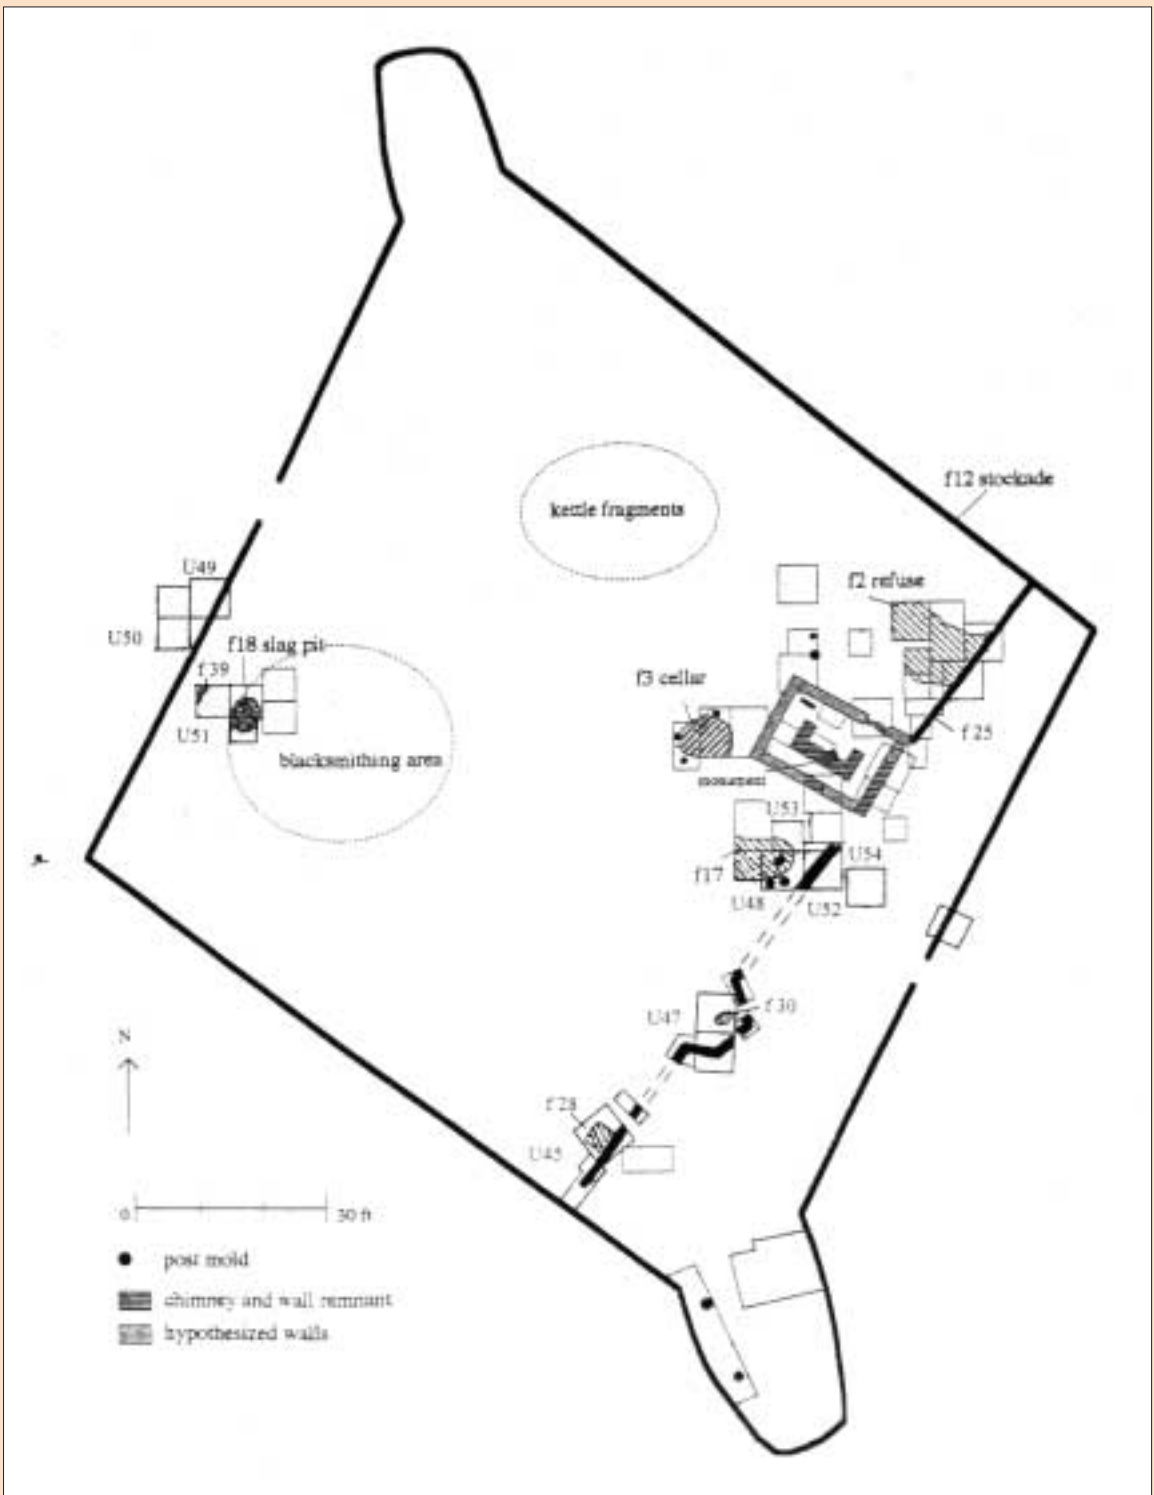 f12 stockade
kettle fragments
U49
f2 refuse
U50
f18 slag pit
f39
f3 cellar
U51
f 25
blacksmithing area
monument
U53
U54
f17
U48
U52
U47
f 30
N
f 28
U45
0
30 ft
post mold
chimney and wall remnant
hypothesized walls